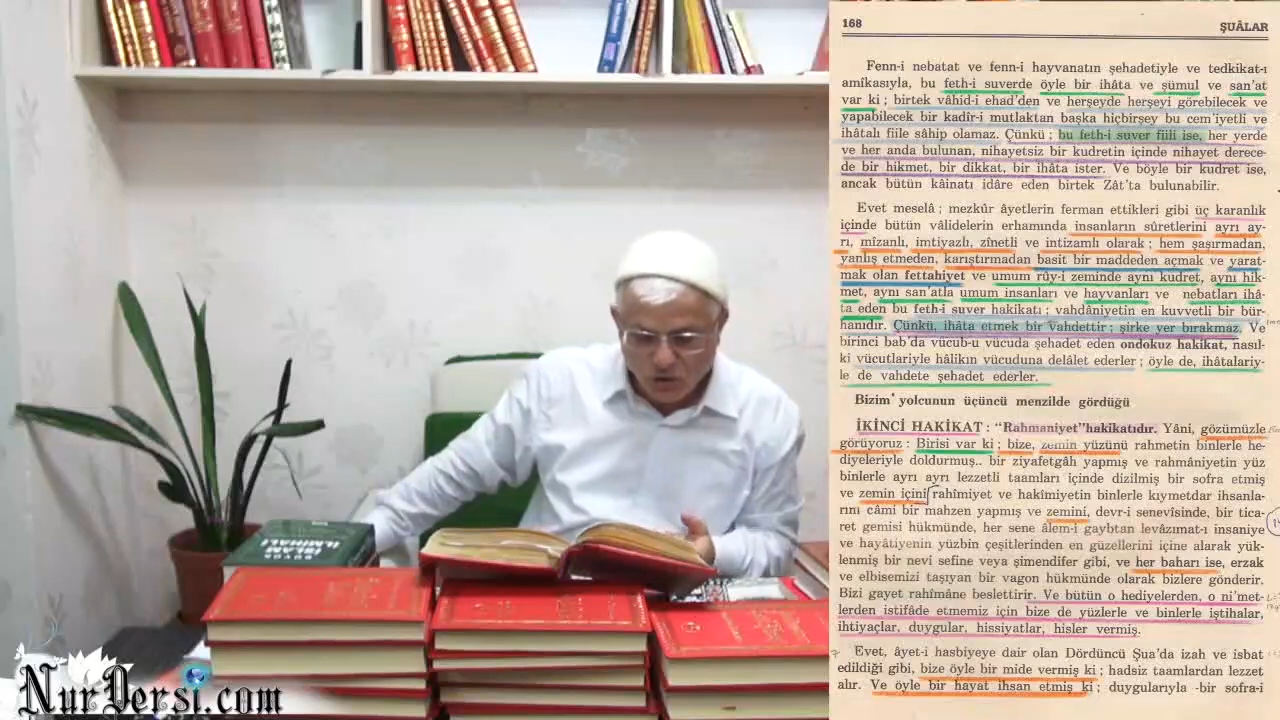 168
ŞUÂLAR
Fenn-i nebatat ve fenn-i hayvanatın şehadetiyle ve tedkikat-ı
amîkasıyla, bu feth-i suverde öyle bir ihâta ve şümul ve san'at
var ki ; birtek vâhid-i ehad'den ve herşeyde herşeyi görebilecek ve
yapabilecek bir kadîr-i mutlaktan başka hiçbirşey bu cem'iyetli ve
ihâtalı fiile sâhip olamaz. Çünkü ; bu feth-i suver fiili ise, her yerde
ve her anda bulunan, nihayetsiz bir kudretin içinde nihayet derece-
de bir hikmet, bir dikkat, bir ihâta ister. Ve böyle bir kudret ise,
ancak bütün kâinatı idâre eden birtek Zât'ta bulunabilir.
Evet meselâ ; mezkûr âyetlerin ferman ettikleri gibi üç karanlık
içinde bütün vâlidelerin erhamında insanların sûretlerini ayrı ay-
rı, mîzanlı, imtiyazlı, zînetli ve intizamlı olarak ; hem şaşırmadan,
yanlış etmeden, karıştırmadan basit bir maddeden açmak ve yarat-
mak olan fettahiyet ve umum rûy-i zeminde aynı kudret, aynı hik-
met, aynı san'atla umum insanları ve hayvanları ve nebatları ihâ-
ta eden bu feth-i suver hakikatı ; vahdâniyetin en kuvvetli bir bür-
hanıdır. Çünkü, ihâta etmek bir vahdettir ; şirke yer bırakmaz. Ve
birinci bab'da vücûb-u vücuda şehadet eden ondokuz hakikat, nasıl-
ki vücutlariyle hâlikın vücuduna delâlet ederler ; öyle de, ihâtalariy-
le de vahdete şehadet ederler.
Bizim yolcunun üçüncü menzilde gördüğü
İKİNCİ HAKİKAT : "Rahmaniyet" hakikatıdır. Yâni, gözümüzle
görüyoruz : Birisi var ki ; bize, zemin yüzünü rahmetin binlerle he-
diyeleriyle doldurmuş.. bir ziyafetgâh yapmış ve rahmâniyetin yüz
binlerle ayrı ayrı lezzetli taamları içinde dizilmiş bir sofra etmiş
ve zemin içini rahîmiyet ve hakîmiyetin binlerle kıymetdar ihsanla-
rını câmi bir mahzen yapmış ve zemini, devr-i senevîsinde, bir tica-
ret gemisi hükmünde, her sene âlem-i gaybtan levâzımat-ı insaniye
ve hayâtiyenin yüzbin çeşitlerinden en güzellerini içine alarak yük-
lenmiş bir nevi sefine veya şimendifer gibi, ve her baharı ise, erzak
ve elbisemizi taşıyan bir vagon hükmünde olarak bizlere gönderir.
Bizi gayet rahîmâne beslettirir. Ve bütün o hediyelerden, o ni'met-
lerden istifâde etmemiz için bize de yüzlerle ve binlerle iştihalar,
ihtiyaçlar, duygular, hissiyatlar, hisler vermiş.
Evet, âyet-i hasbiyeye dair olan Dördüncü Şua'da izah ve isbat
edildiği gibi, bize öyle bir mide vermiş ki ; hadsiz taamlardan lezzet
alır. Ve öyle bir hayat ihsan etmiş ki ; duygularıyla -bir sofra-i
BÜYÜK
İSLAM
İLMİHALİ
NurDersi.com